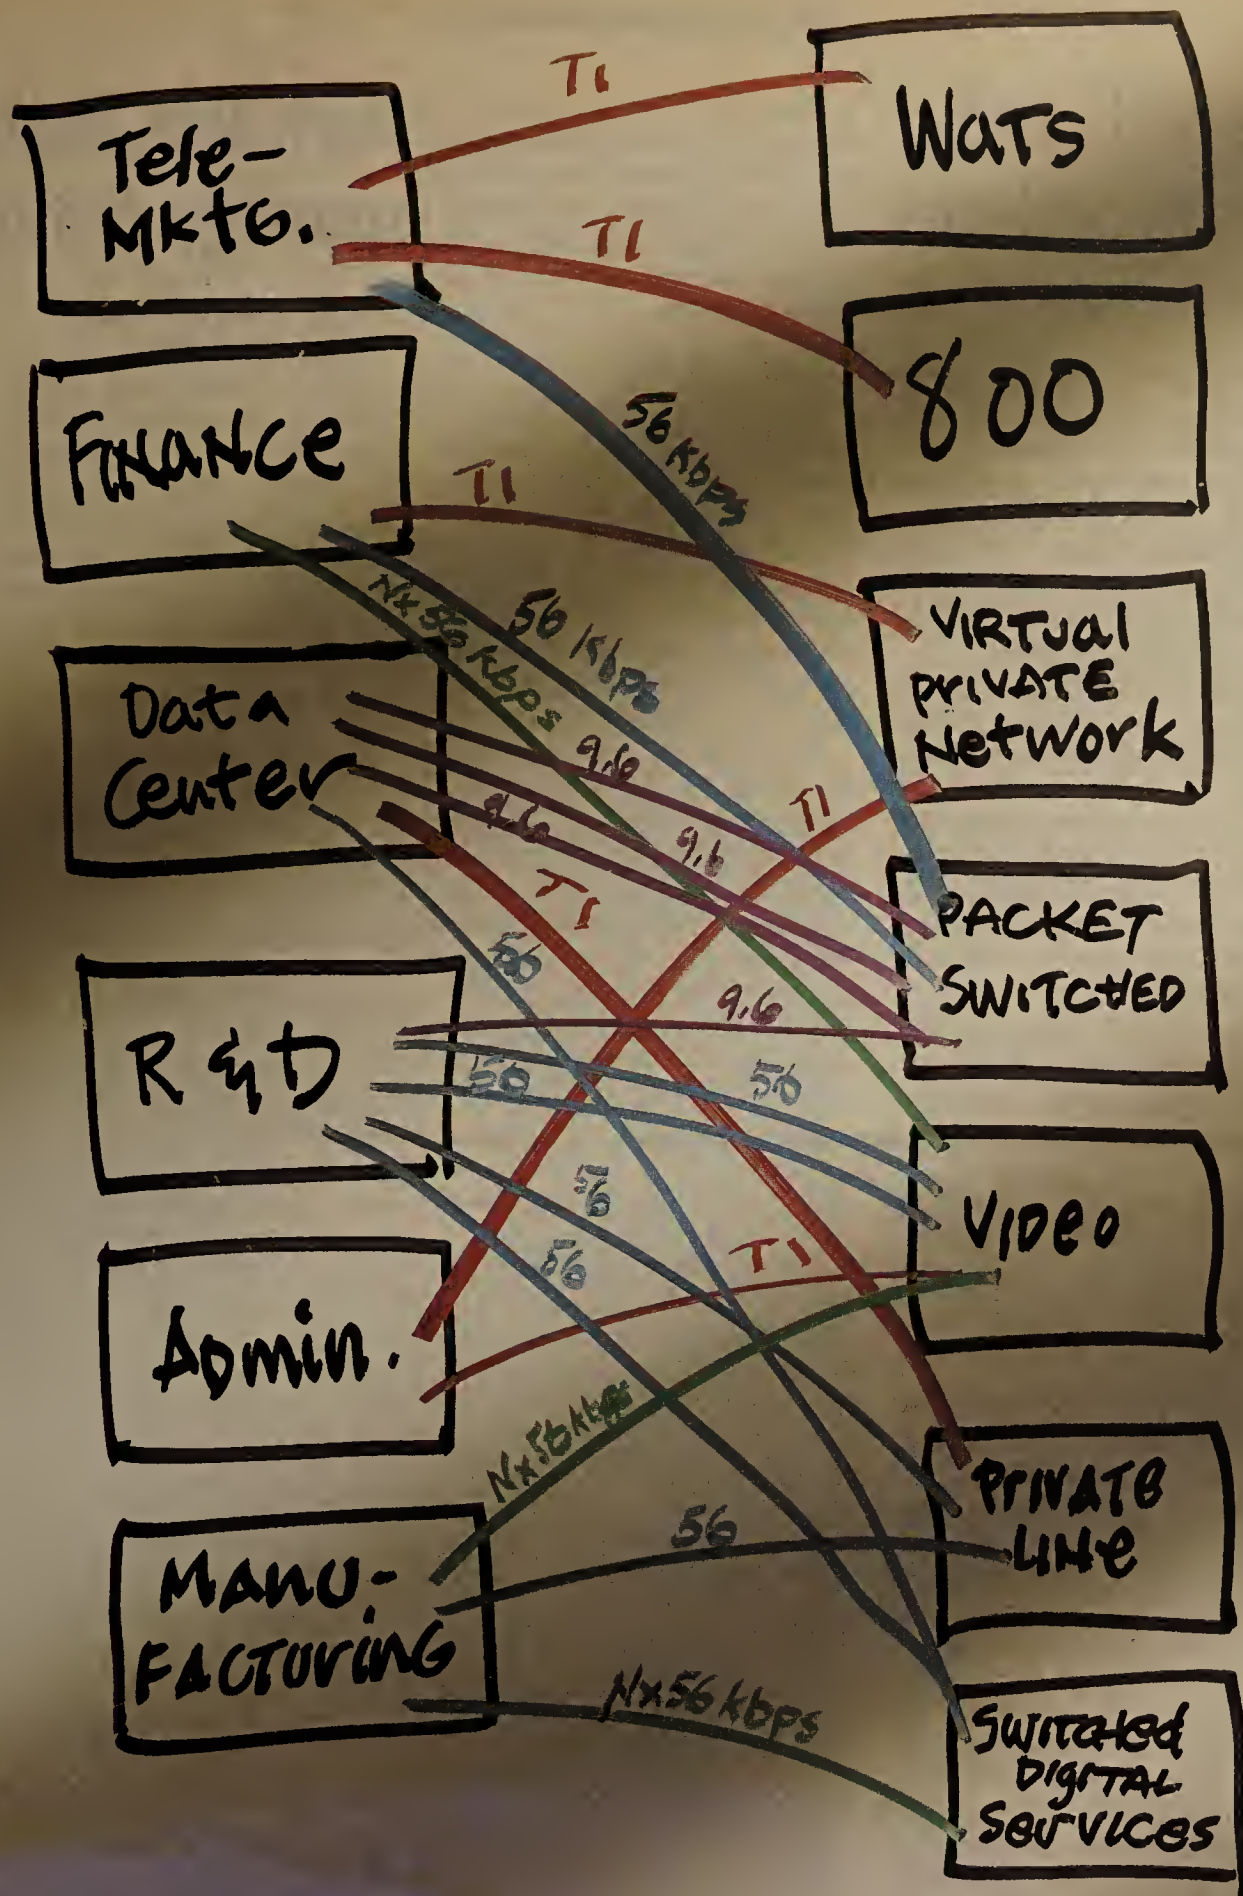 Tele-
Mktg.
Finance
Data
Center
R & D
Admin.
Manu-
Facturing
T1
T1
56 Kbps
T1
56 Kbps
Nx56 Kbps
9.6
9.6
9.6
T1
T1
56
9.6
56
56
56
56
T1
Nx56 kbps
56
Nx56 kbps
Wats
800
Virtual
Private
Network
Packet
Switched
Video
Private
Line
Switched
Digital
Services